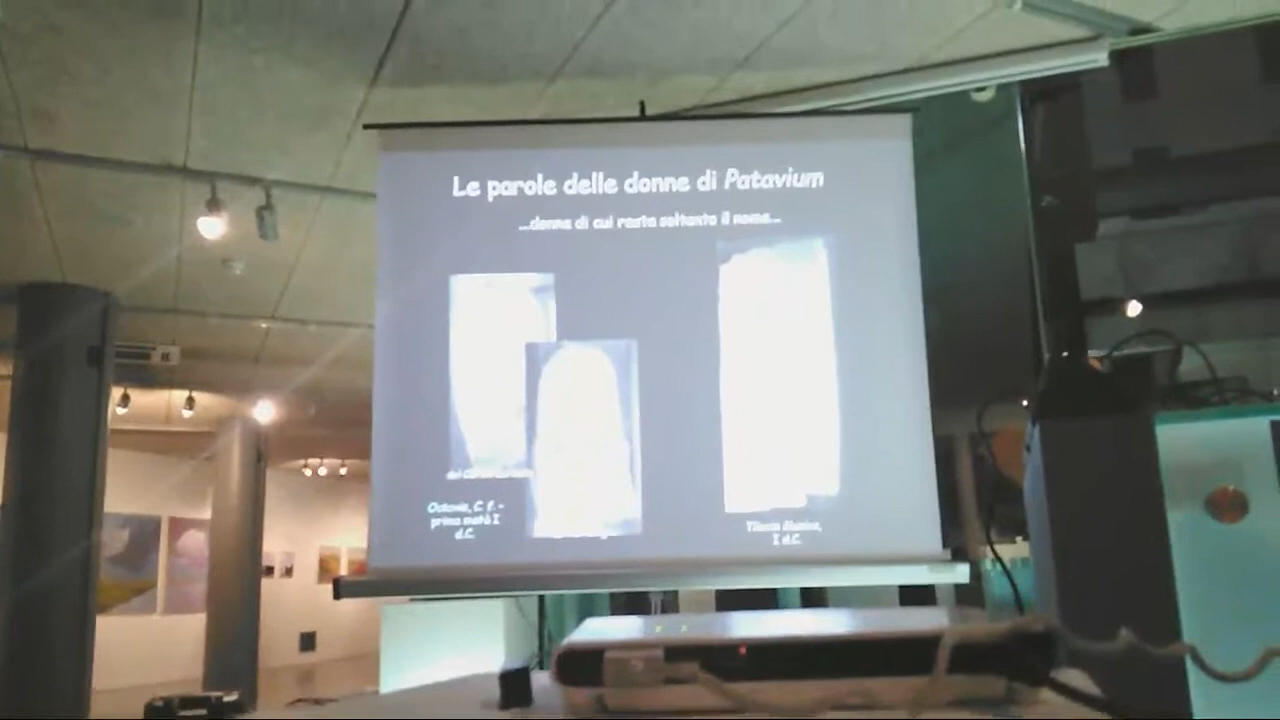 Le parole delle donne di Patavium
...donne di cui resta soltanto il nome...
Octavia, C. f. -
prima metà I
d.C.
I d.C.